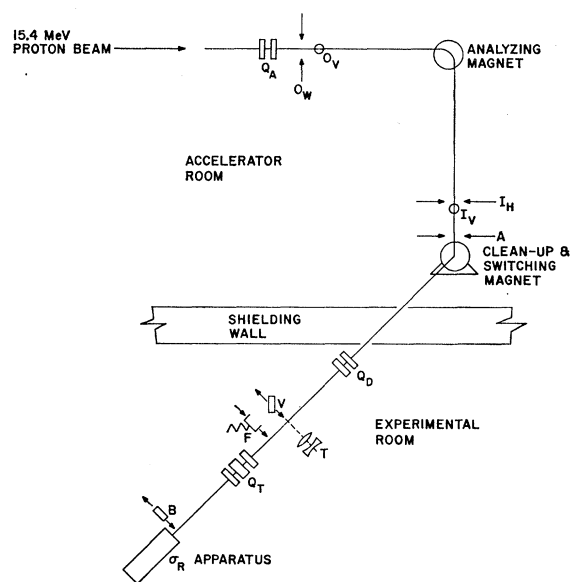 15.4 MeV
PROTON BEAM
Q_A
O_V
O_W
ANALYZING
MAGNET
ACCELERATOR
ROOM
I_H
I_V
A
CLEAN-UP &
SWITCHING
MAGNET
SHIELDING
WALL
Q_D
V
F
T
EXPERIMENTAL
ROOM
Q_T
B
σ_R APPARATUS